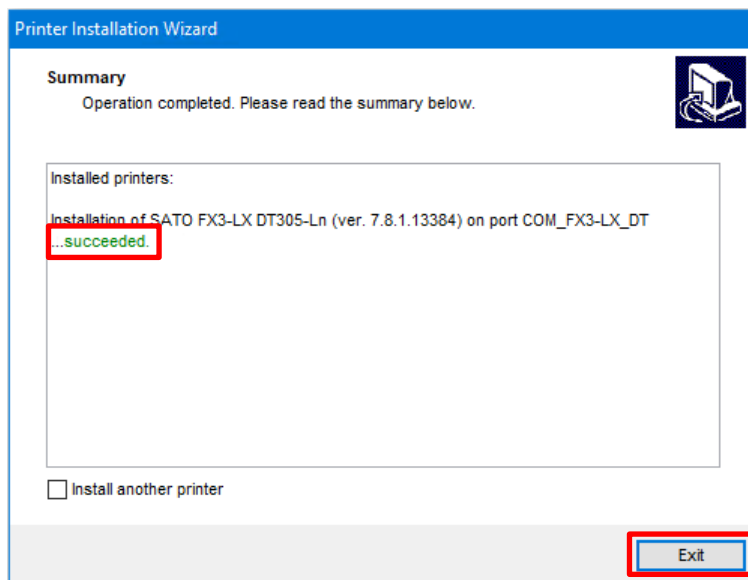 Printer Installation Wizard
Summary
Operation completed. Please read the summary below.
Installed printers:
Installation of SATO FX3-LX DT305-Ln (ver. 7.8.1.13384) on port COM_FX3-LX_DT
...succeeded.
Install another printer
Exit